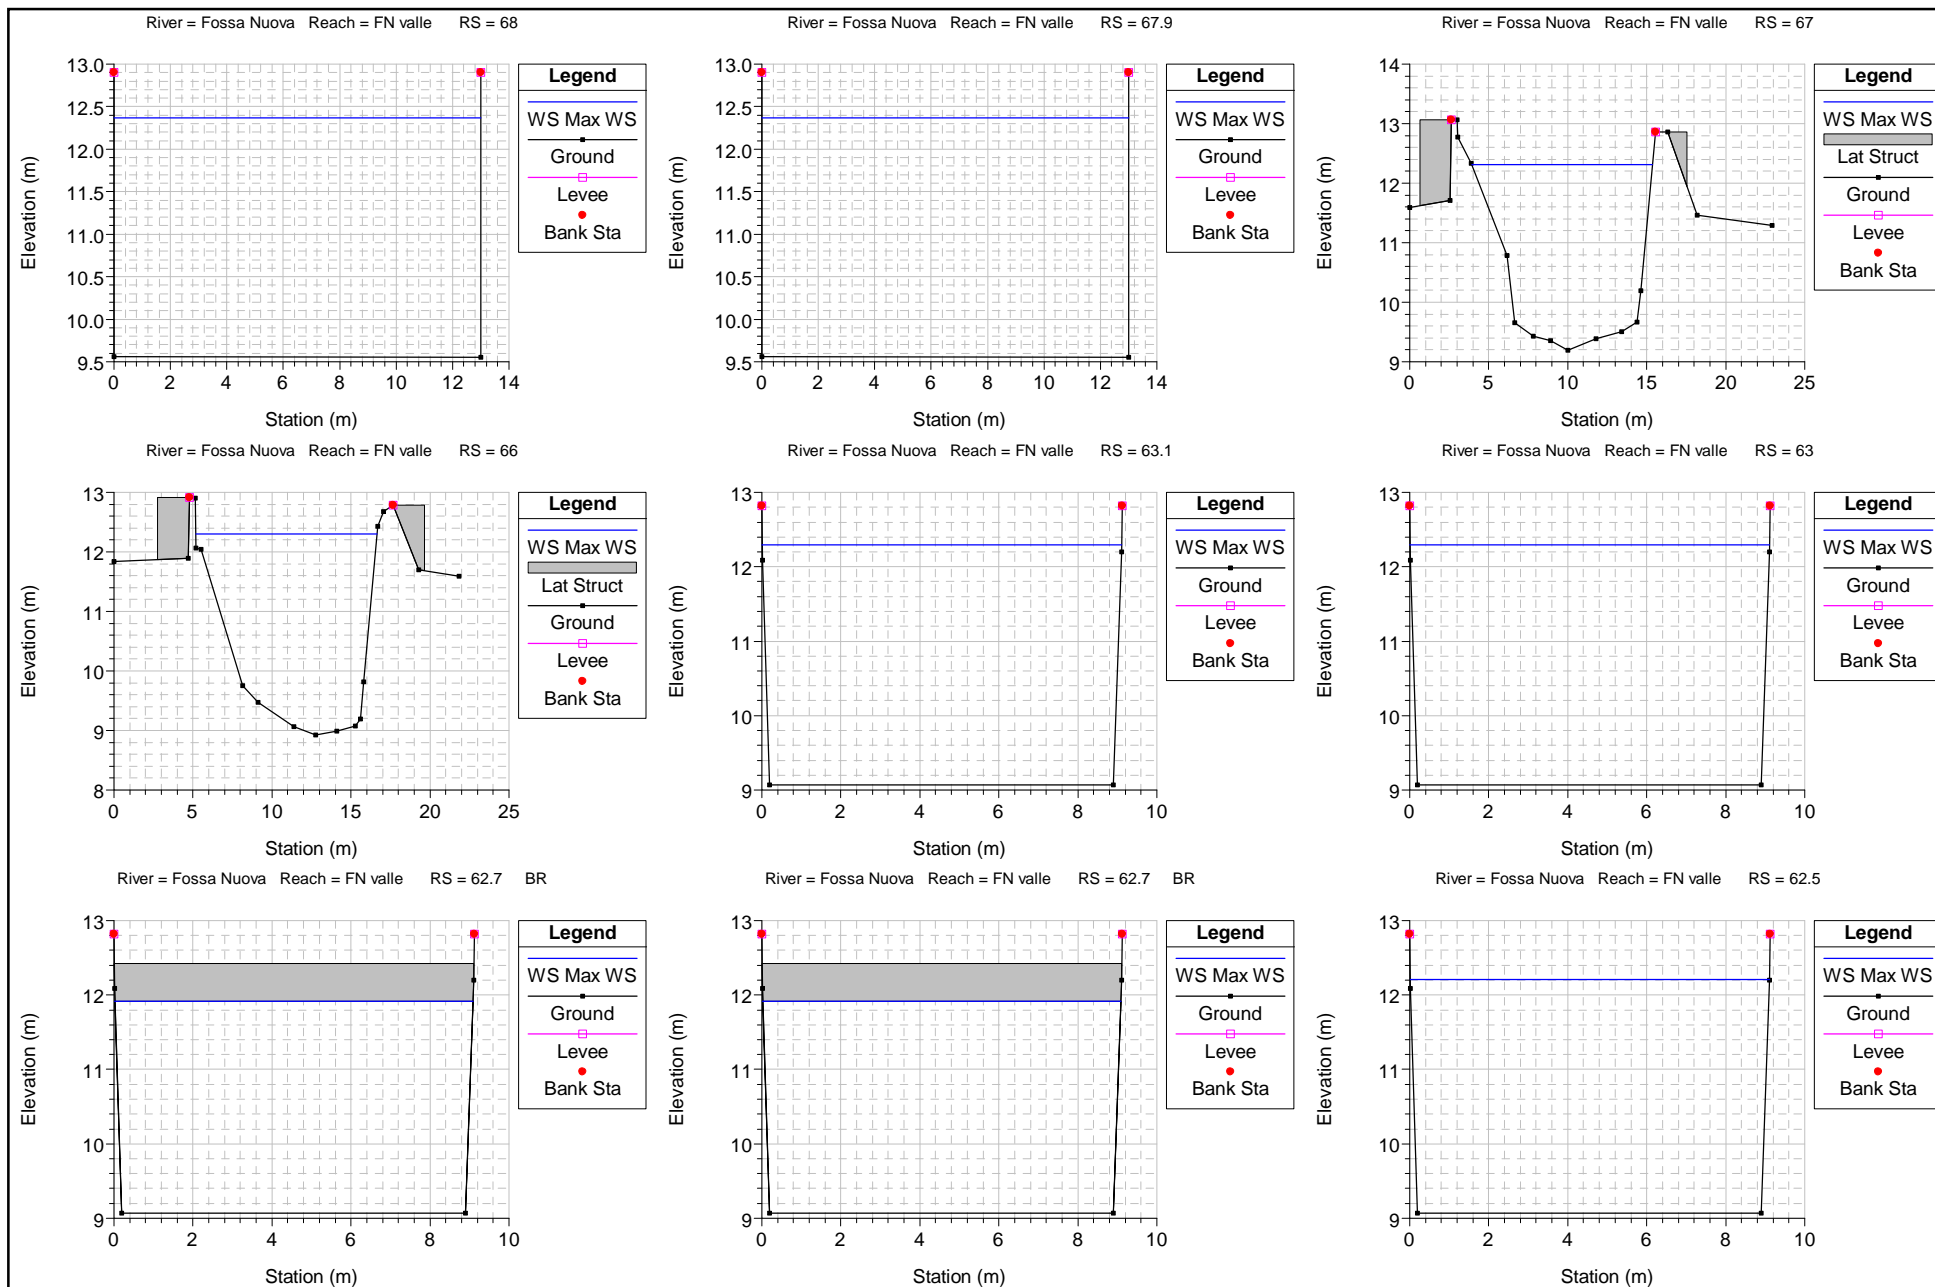 River = Fossa Nuova   Reach = FN valle   RS = 68
13.0
12.5
12.0
11.5
11.0
10.5
10.0
9.5
0 2 4 6 8 10 12 14
Elevation (m)
Station (m)
Legend
WS Max WS
Ground
Levee
Bank Sta
River = Fossa Nuova   Reach = FN valle   RS = 67.9
13.0
12.5
12.0
11.5
11.0
10.5
10.0
9.5
0 2 4 6 8 10 12 14
Elevation (m)
Station (m)
Legend
WS Max WS
Ground
Levee
Bank Sta
River = Fossa Nuova   Reach = FN valle   RS = 67
14
13
12
11
10
9
0 5 10 15 20 25
Elevation (m)
Station (m)
Legend
WS Max WS
Lat Struct
Ground
Levee
Bank Sta
River = Fossa Nuova   Reach = FN valle   RS = 66
13
12
11
10
9
8
0 5 10 15 20 25
Elevation (m)
Station (m)
Legend
WS Max WS
Lat Struct
Ground
Levee
Bank Sta
River = Fossa Nuova   Reach = FN valle   RS = 63.1
13
12
11
10
9
0 2 4 6 8 10
Elevation (m)
Station (m)
Legend
WS Max WS
Ground
Levee
Bank Sta
River = Fossa Nuova   Reach = FN valle   RS = 63
13
12
11
10
9
0 2 4 6 8 10
Elevation (m)
Station (m)
Legend
WS Max WS
Ground
Levee
Bank Sta
River = Fossa Nuova   Reach = FN valle   RS = 62.7   BR
13
12
11
10
9
0 2 4 6 8 10
Elevation (m)
Station (m)
Legend
WS Max WS
Ground
Levee
Bank Sta
River = Fossa Nuova   Reach = FN valle   RS = 62.7   BR
13
12
11
10
9
0 2 4 6 8 10
Elevation (m)
Station (m)
Legend
WS Max WS
Ground
Levee
Bank Sta
River = Fossa Nuova   Reach = FN valle   RS = 62.5
13
12
11
10
9
0 2 4 6 8 10
Elevation (m)
Station (m)
Legend
WS Max WS
Ground
Levee
Bank Sta